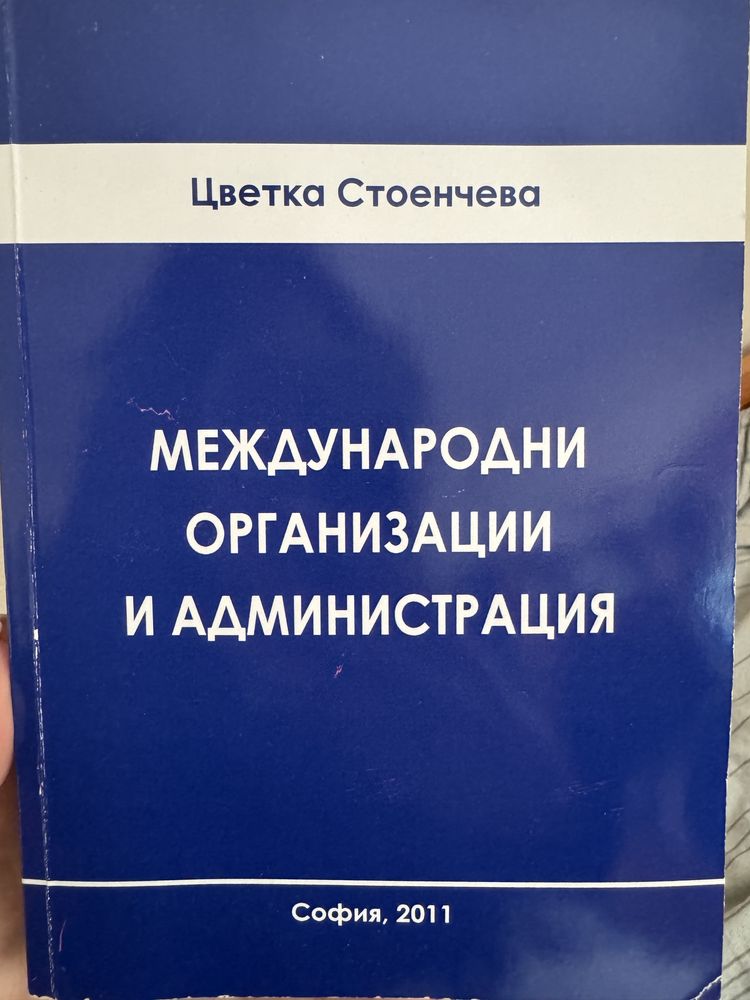 Цветка Стоенчева
МЕЖДУНАРОДНИ
ОРГАНИЗАЦИИ
И АДМИНИСТРАЦИЯ
София, 2011